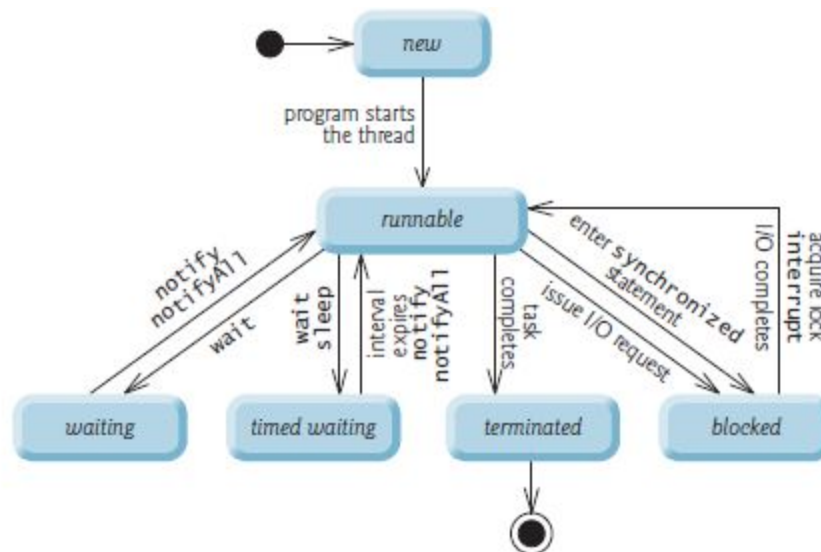 new
program starts
the thread
runnable
notify
notifyAll
wait
wait
sleep
interval
expires
notify
notifyAll
task
completes
issue I/O request
enter synchronized
statement
acquire lock
interrupt
I/O completes
waiting
timed waiting
terminated
blocked